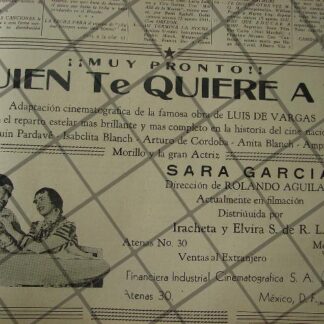 ¡¡MUY PRONTO!!
UIEN Te QUIERE A
Adaptación cinematografica de la famosa obra de LUIS DE VARGAS
el reparto estelar mas brillante y mas completo en la historia del cine nacion
uin Pardavé - Isabelita Blanch - Arturo de Cordoba - Anita Blanch - Amp
Morillo y la gran Actriz
SARA GARCIA
Dirección de ROLANDO AGUILA
Actualmente en filmación
Distribuida por
Iracheta y Elvira S. de R. L.
Atenas No. 30
Ventas al Extranjero
Financiera Industrial Cinematografica S. A.
Atenas 30
México, D. F.